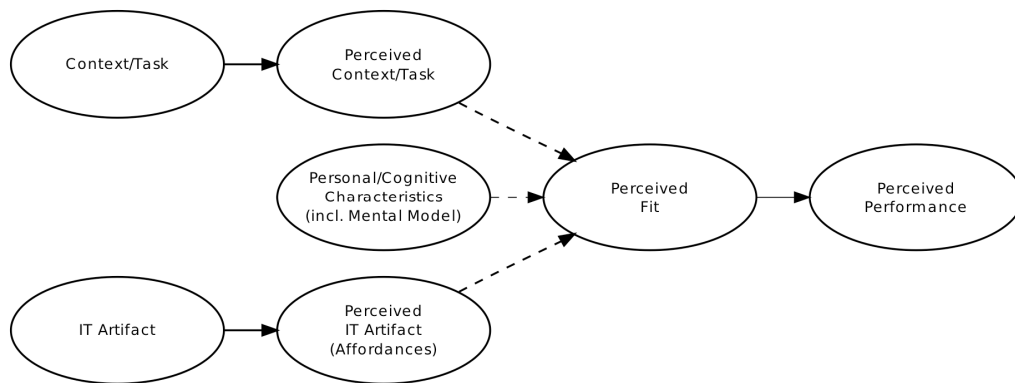 Context/Task
Perceived
Context/Task
Personal/Cognitive
Characteristics
(incl. Mental Model)
Perceived
Fit
Perceived
Performance
IT Artifact
Perceived
IT Artifact
(Affordances)